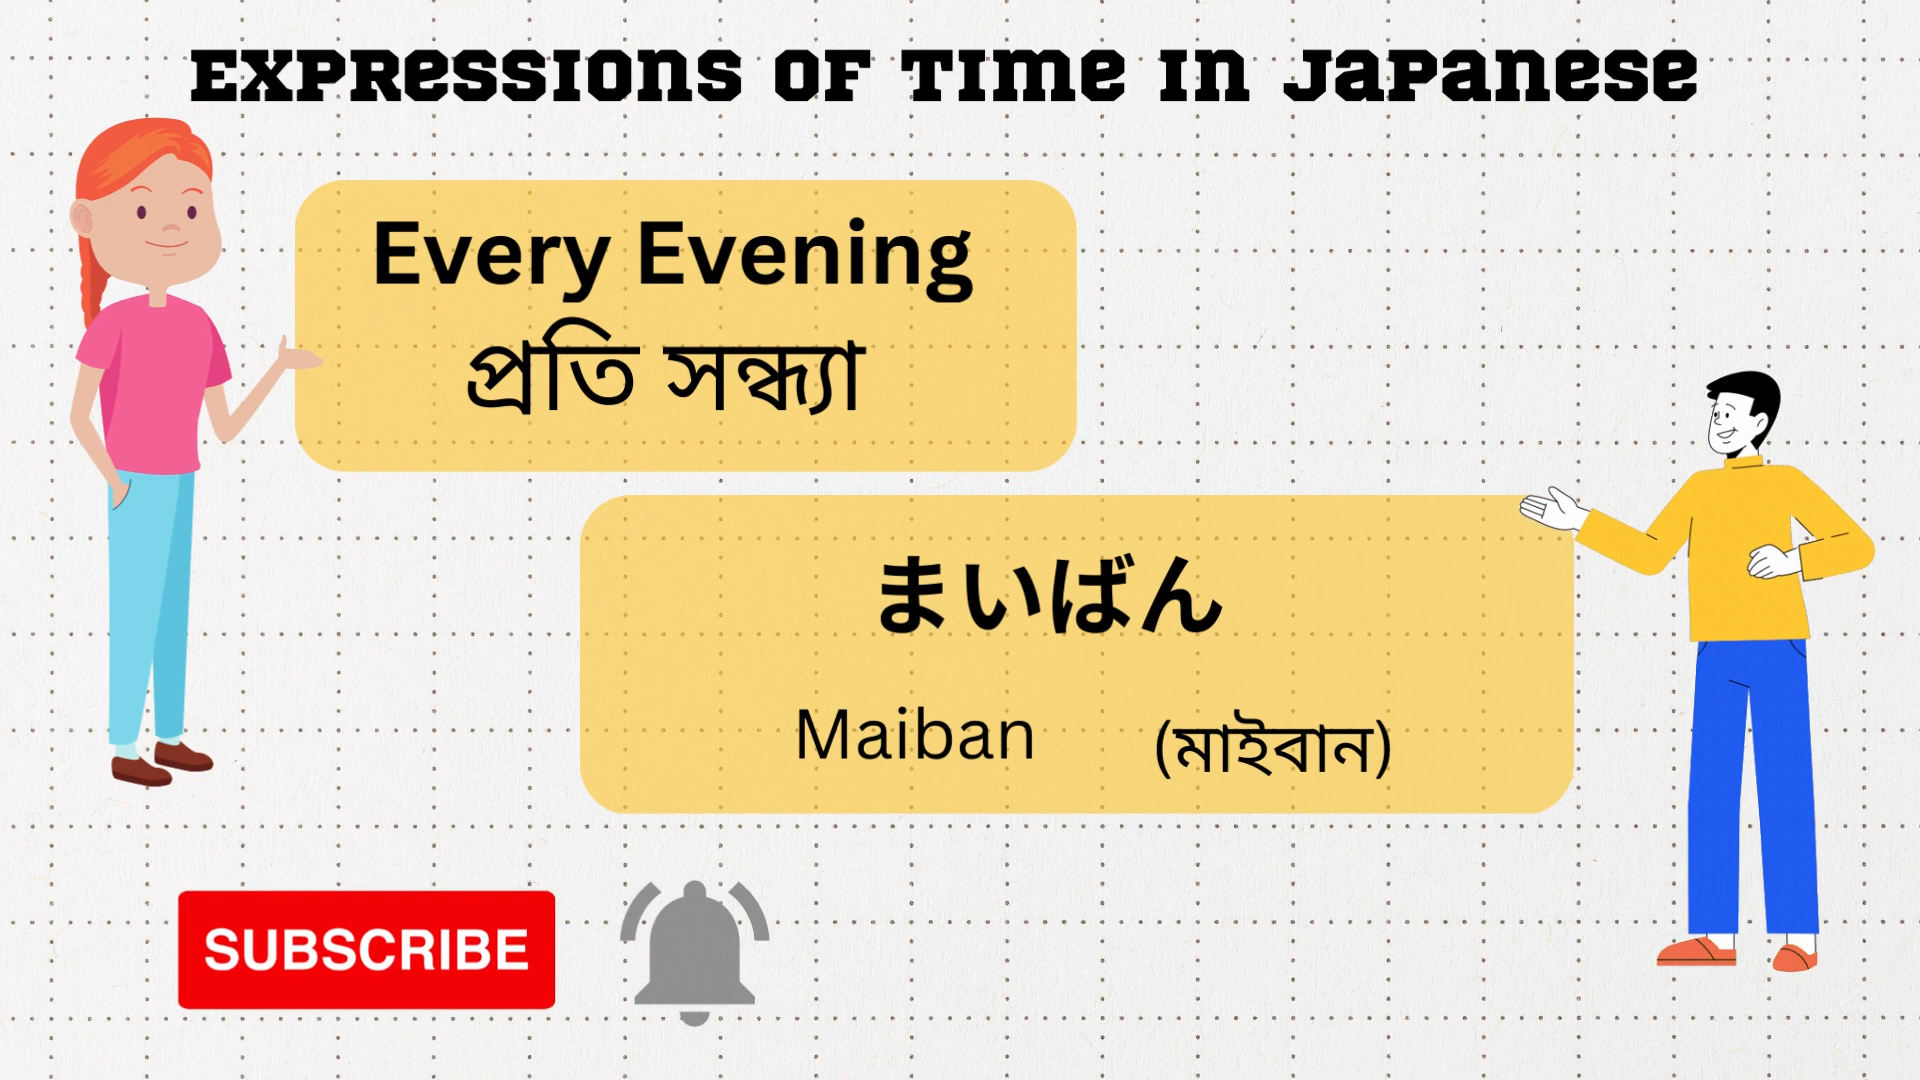 Expressions of Time in Japanese
Every Evening
প্রতি সন্ধ্যা
まいばん
Maiban (মাইবান)
SUBSCRIBE